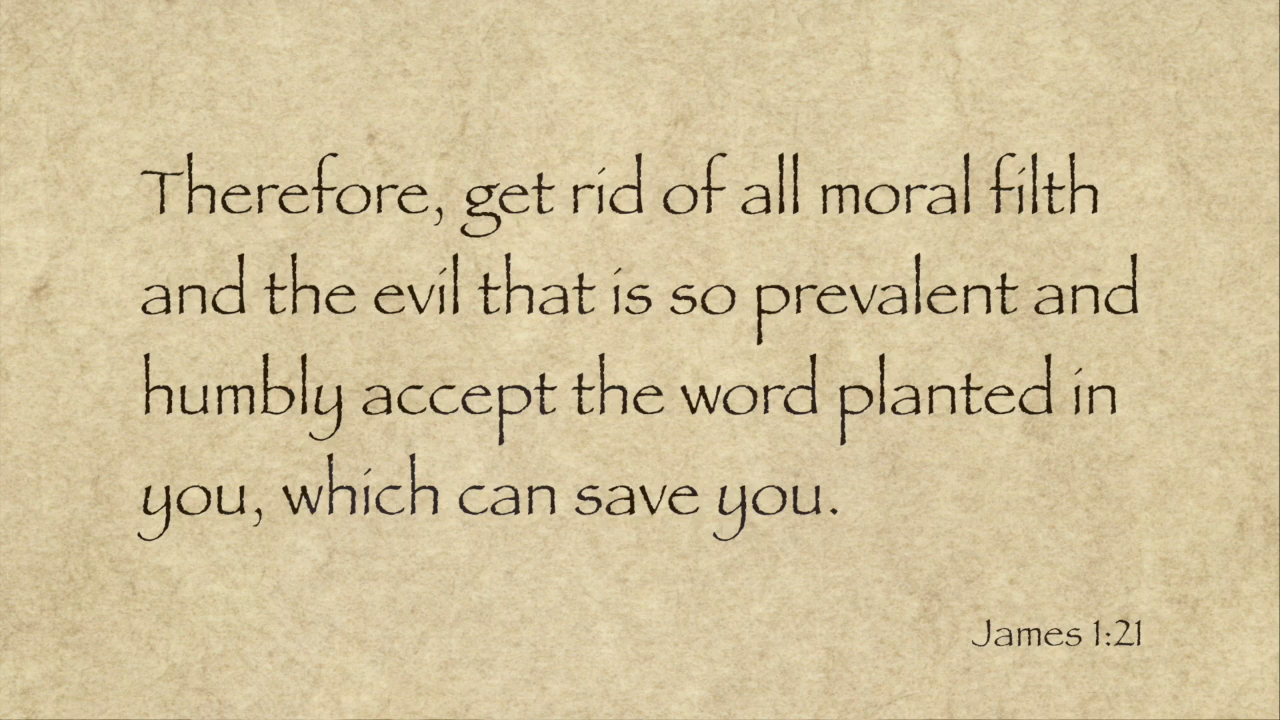 Therefore, get rid of all moral filth
and the evil that is so prevalent and
humbly accept the word planted in
you, which can save you.
James 1:21